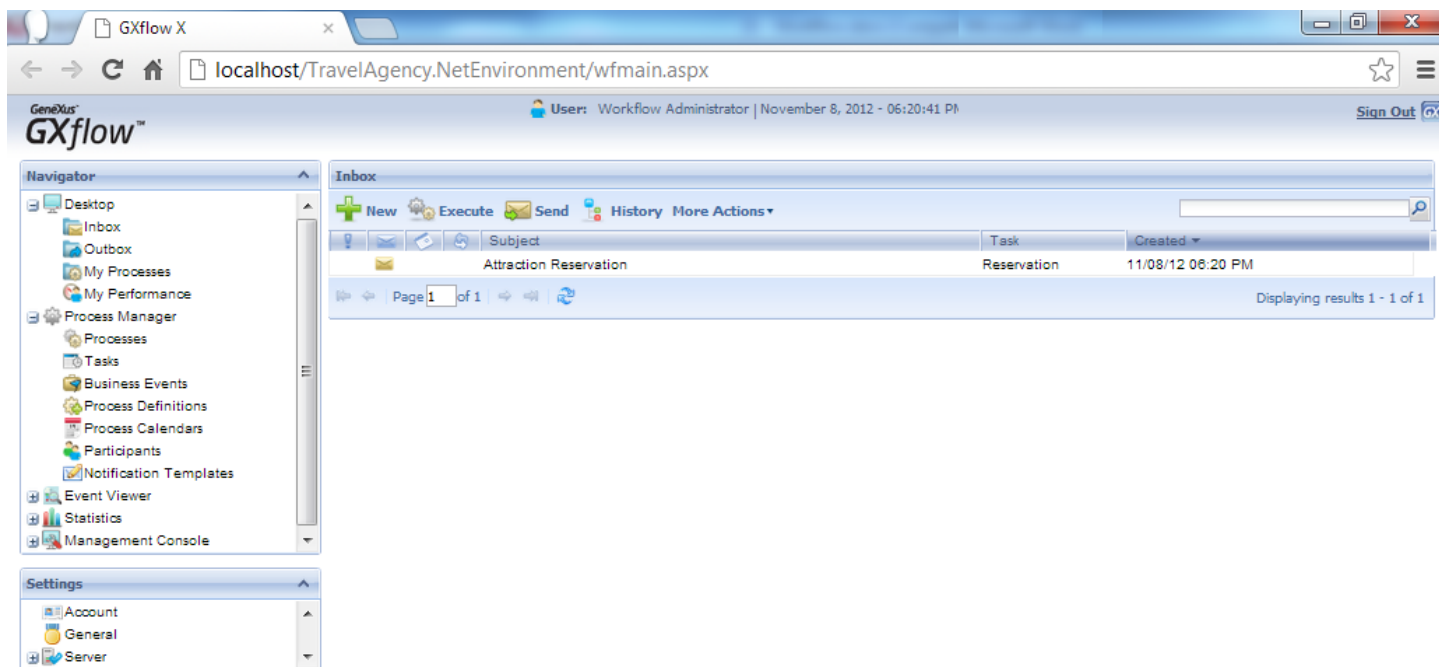 GXflow X
localhost/TravelAgency.NetEnvironment/wfmain.aspx
GeneXus™
GXflow™
User: Workflow Administrator | November 8, 2012 - 06:20:41 PM
Sign Out
Navigator
Desktop
Inbox
Outbox
My Processes
My Performance
Process Manager
Processes
Tasks
Business Events
Process Definitions
Process Calendars
Participants
Notification Templates
Event Viewer
Statistics
Management Console
Settings
Account
General
Server
Inbox
New Execute Send History More Actions
Subject Task Created
Attraction Reservation Reservation 11/08/12 06:20 PM
Page 1 of 1
Displaying results 1 - 1 of 1